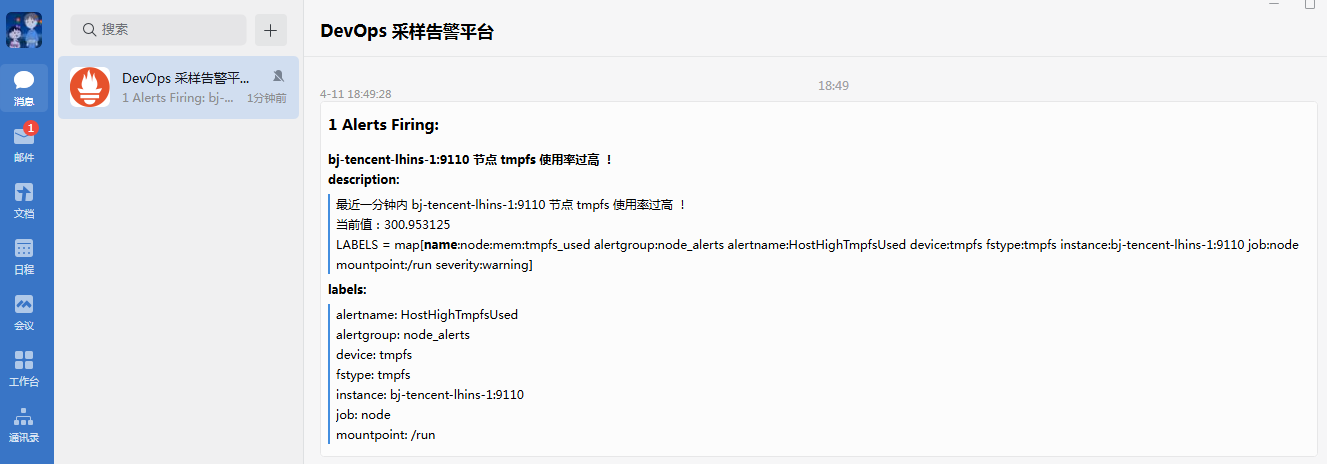 搜索
消息
1
邮件
文档
日程
会议
工作台
通讯录
DevOps 采样告警平...
1 Alerts Firing: bj-...
1分钟前
DevOps 采样告警平台
18:49
4-11 18:49:28
1 Alerts Firing:
bj-tencent-lhins-1:9110 节点 tmpfs 使用率过高 ！
description:
最近一分钟内 bj-tencent-lhins-1:9110 节点 tmpfs 使用率过高 ！
当前值：300.953125
LABELS = map[name:node:mem:tmpfs_used alertgroup:node_alerts alertname:HostHighTmpfsUsed device:tmpfs fstype:tmpfs instance:bj-tencent-lhins-1:9110 job:node
mountpoint:/run severity:warning]
labels:
alertname: HostHighTmpfsUsed
alertgroup: node_alerts
device: tmpfs
fstype: tmpfs
instance: bj-tencent-lhins-1:9110
job: node
mountpoint: /run